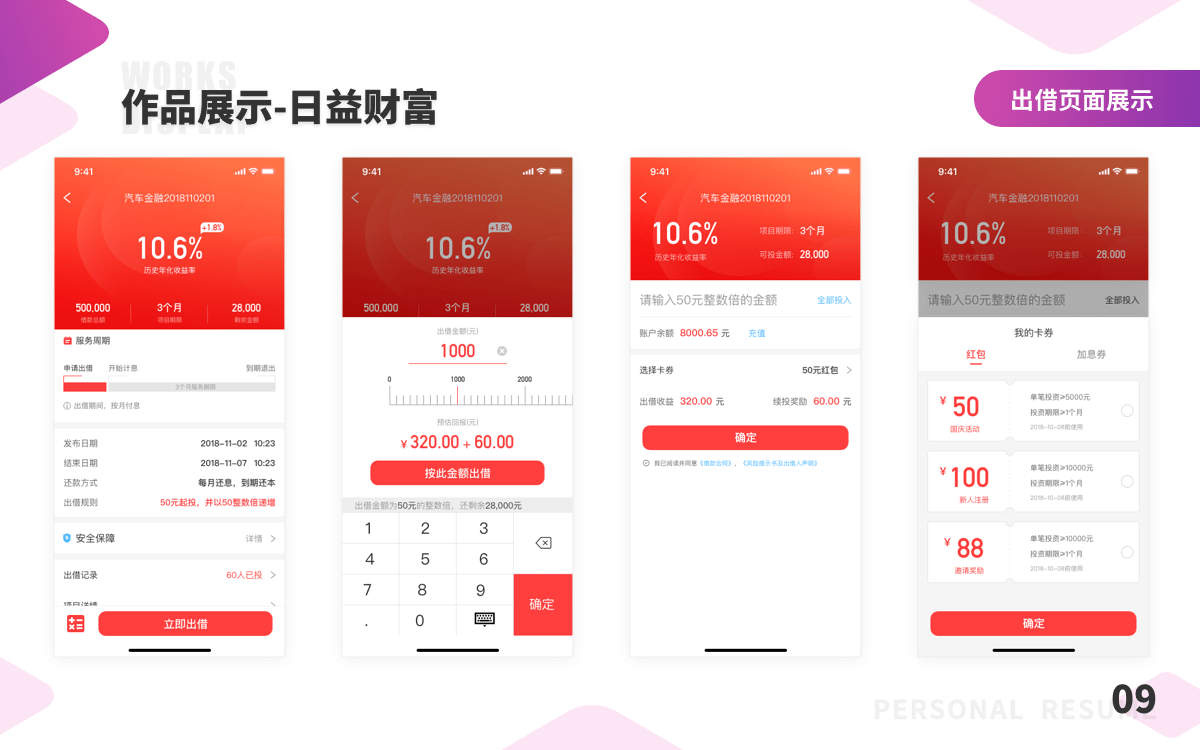 WORKS
DISPLAY
作品展示-日益财富
出借页面展示
9:41
汽车金融2018110201
+1.8%
10.6%
历史年化收益率
500,000 3个月 28,000
借款总额 项目期限 剩余金额
服务周期
申请出借 开始计息 到期退出
3个月服务期限
出借期间，按月付息
发布日期 2018-11-02 10:23
结束日期 2018-11-07 10:23
还款方式 每月还息，到期还本
出借规则 50元起投，并以50整数倍递增
安全保障 详情
出借记录 60人已投
项目详情
立即出借
9:41
汽车金融2018110201
+1.8%
10.6%
历史年化收益率
500,000 3个月 28,000
出借金额(元)
1000
0 1000 2000
预估回报(元)
¥ 320.00 + 60.00
按此金额出借
出借金额为50元的整数倍，还剩余28,000元
1 2 3
4 5 6
7 8 9
. 0
确定
9:41
汽车金融2018110201
10.6% 项目期限: 3个月
历史年化收益率 可投金额: 28,000
请输入50元整数倍的金额 全部投入
账户余额 8000.65 元 充值
选择卡券 50元红包
出借收益 320.00 元 续投奖励 60.00 元
确定
我已阅读并同意《借款合同》，《风险提示书及出借人声明》
9:41
汽车金融2018110201
10.6% 项目期限: 3个月
历史年化收益率 可投金额: 28,000
请输入50元整数倍的金额 全部投入
我的卡券
红包 加息券
¥ 50
国庆活动
单笔投资≥5000元
投资期限≥1个月
2018-10-08前使用
¥ 100
新人注册
单笔投资≥10000元
投资期限≥1个月
2018-10-08前使用
¥ 88
邀请奖励
单笔投资≥10000元
投资期限≥1个月
2018-10-08前使用
确定
PERSONAL RESUME
09